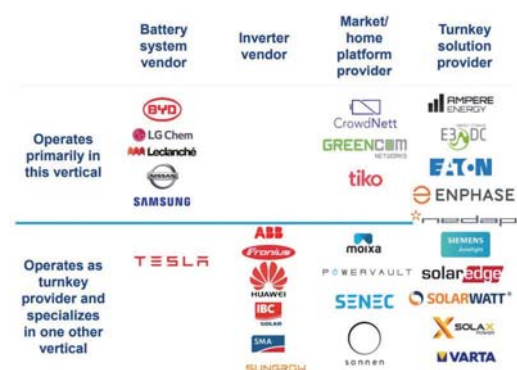 Battery system vendor
Inverter vendor
Market/ home platform provider
Turnkey solution provider
Operates primarily in this vertical
BYD
LG Chem
Leclanché
NISSAN
SAMSUNG
CrowdNett
GREENCOM
NETWORKS
tiko
AMPERE
ENERGY
E3/DC
EATON
ENPHASE
nedap
Operates as turnkey provider and specializes in one other vertical
TESLA
ABB
Fronius
HUAWEI
IBC
SOLAR
SMA
SUNGROW
moixa
POWERVAULT
SENEC
sonnen
SIEMENS
Junelight
solaredge
SOLARWATT®
SOLAX
POWER
VARTA